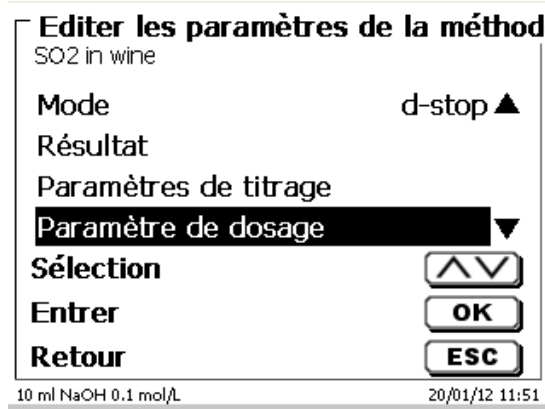 Editer les paramètres de la méthod
SO2 in wine
Mode d-stop ▲
Résultat
Paramètres de titrage
Paramètre de dosage ▼
Sélection
Entrer OK
Retour ESC
10 ml NaOH 0.1 mol/L 20/01/12 11:51